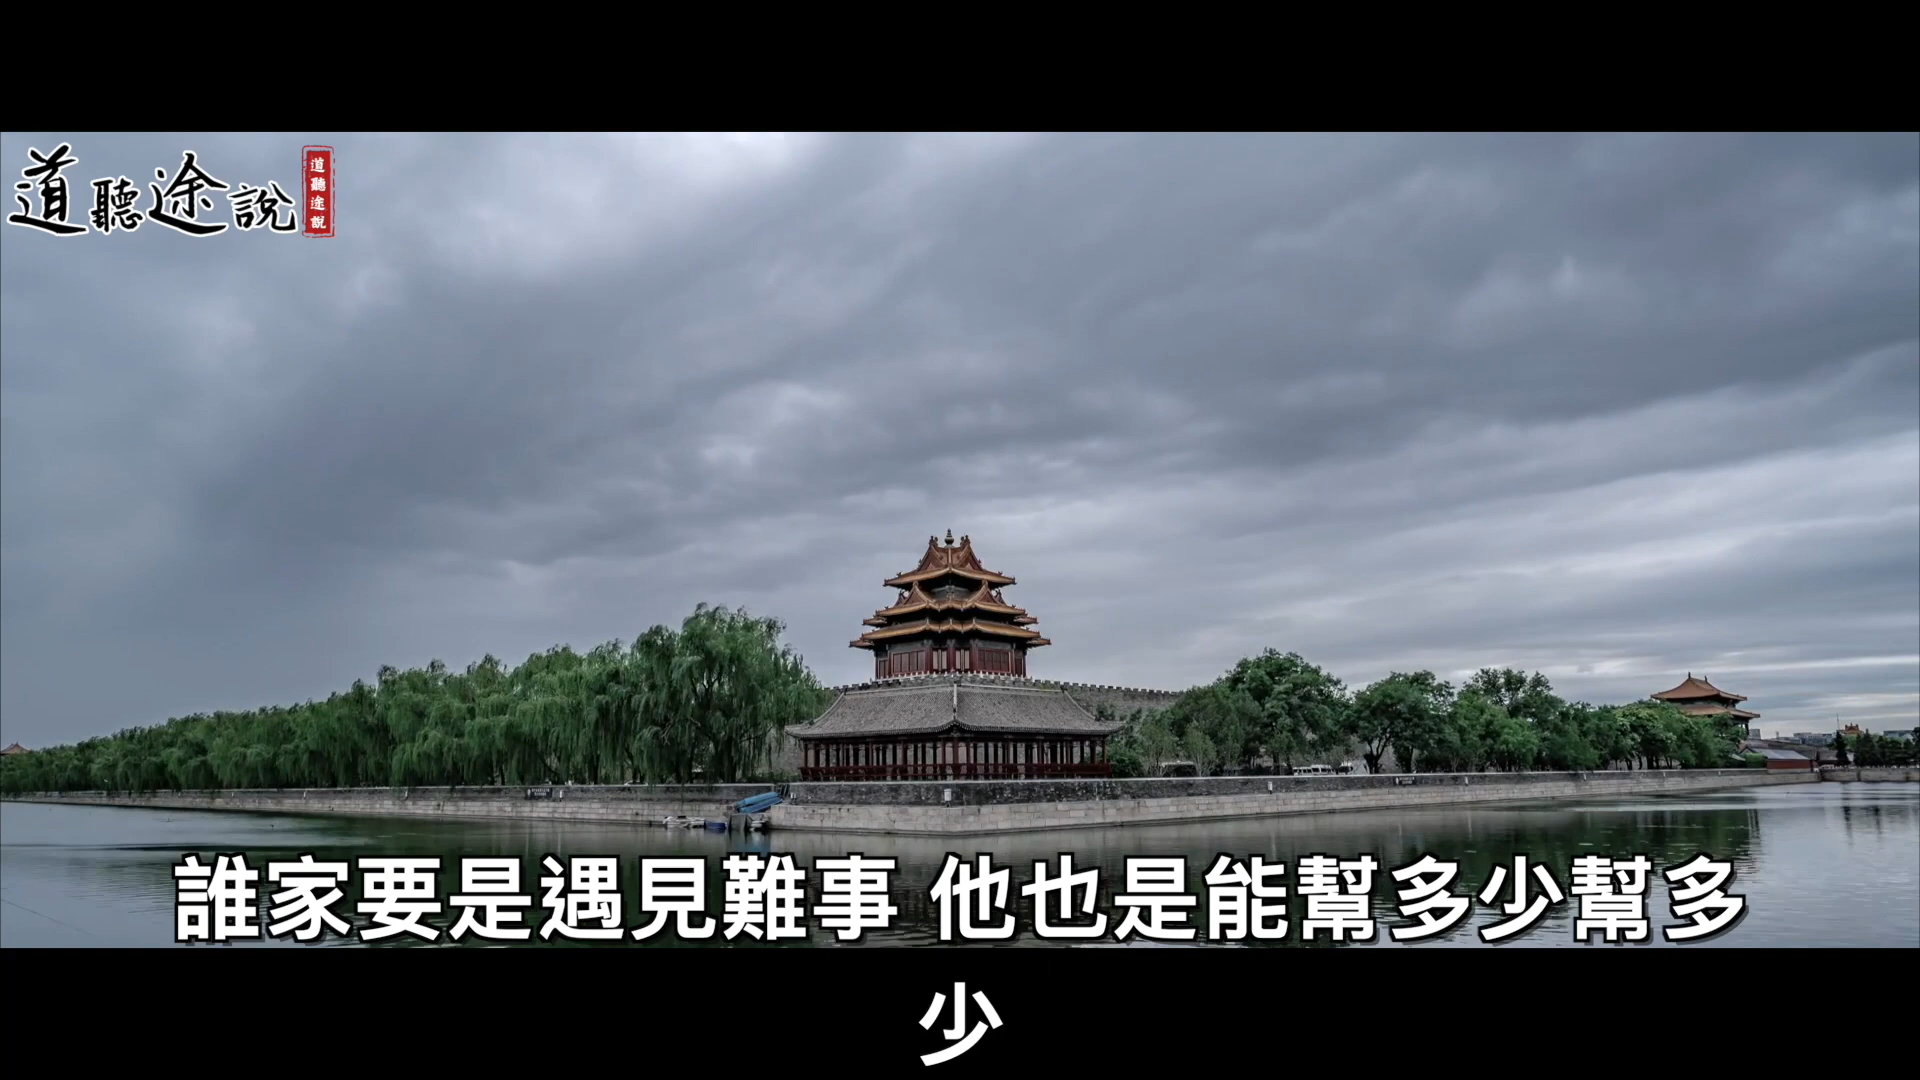 道聽途說
道聽途說
誰家要是遇見難事 他也是能幫多少幫多
少